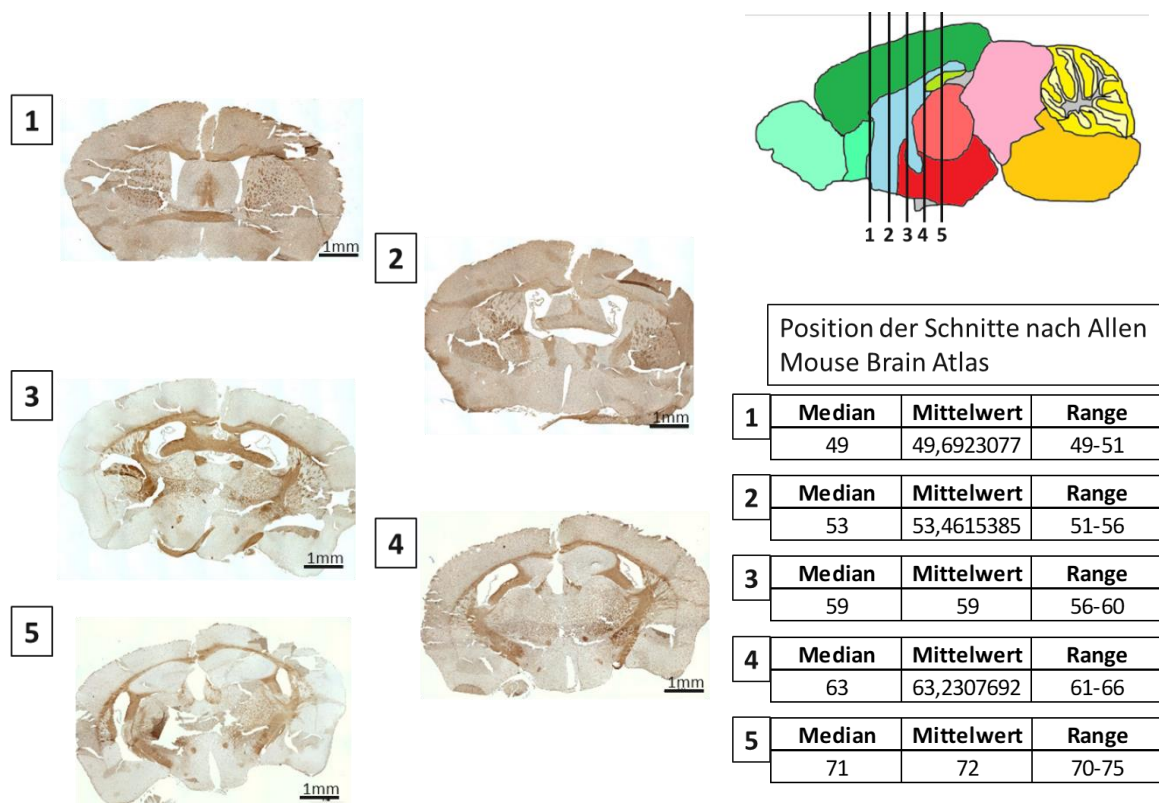 1
1mm
2
1mm
3
1mm
4
1mm
5
1mm
1 2 3 4 5
Position der Schnitte nach Allen
Mouse Brain Atlas
1
Median Mittelwert Range
49 49,6923077 49-51
2
Median Mittelwert Range
53 53,4615385 51-56
3
Median Mittelwert Range
59 59 56-60
4
Median Mittelwert Range
63 63,2307692 61-66
5
Median Mittelwert Range
71 72 70-75